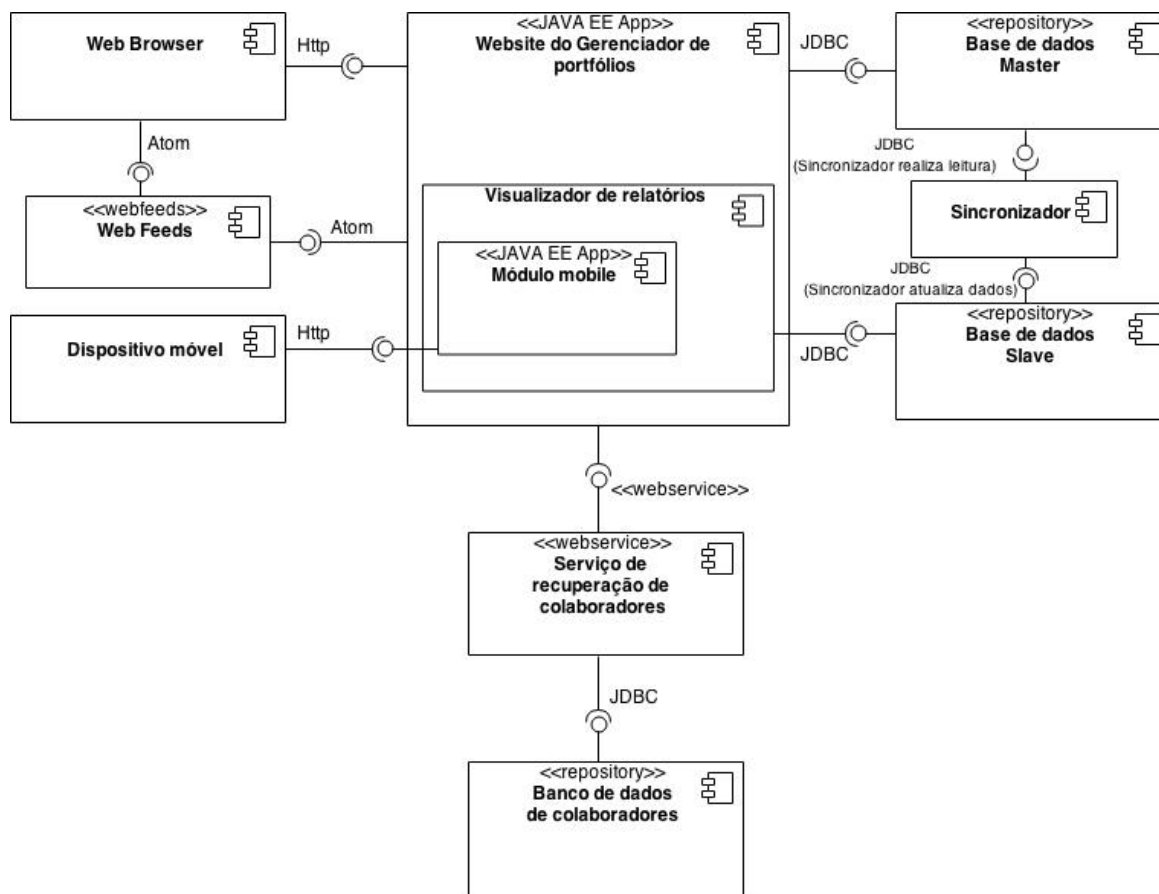 Web Browser
Http
<<JAVA EE App>>
Website do Gerenciador de
portfólios
JDBC
<<repository>>
Base de dados
Master
Atom
JDBC
(Sincronizador realiza leitura)
<<webfeeds>>
Web Feeds
Atom
Visualizador de relatórios
Sincronizador
<<JAVA EE App>>
Módulo mobile
JDBC
(Sincronizador atualiza dados)
Dispositivo móvel
Http
JDBC
<<repository>>
Base de dados
Slave
<<webservice>>
<<webservice>>
Serviço de
recuperação de
colaboradores
JDBC
<<repository>>
Banco de dados
de colaboradores